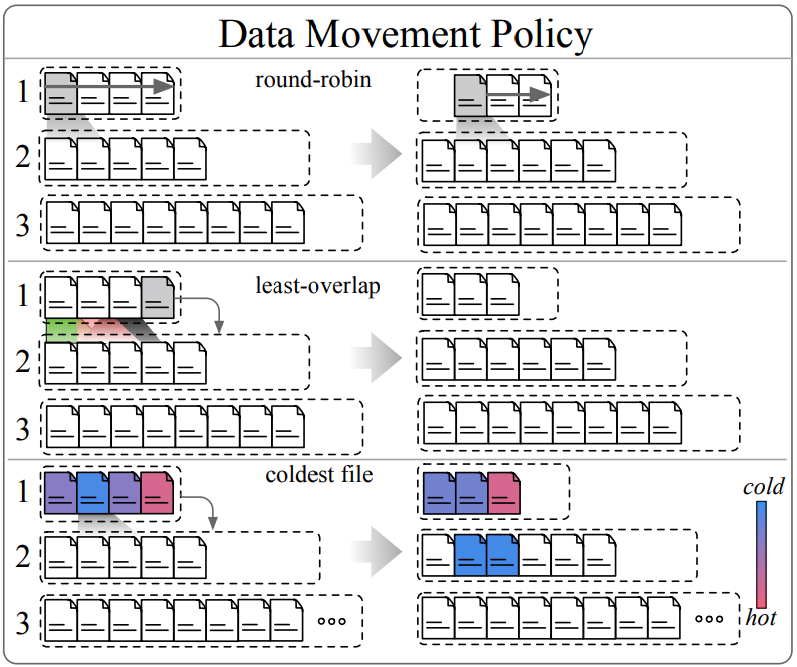 Data Movement Policy
round-robin
1
2
3
least-overlap
1
2
3
coldest file
1
2
3
cold
hot